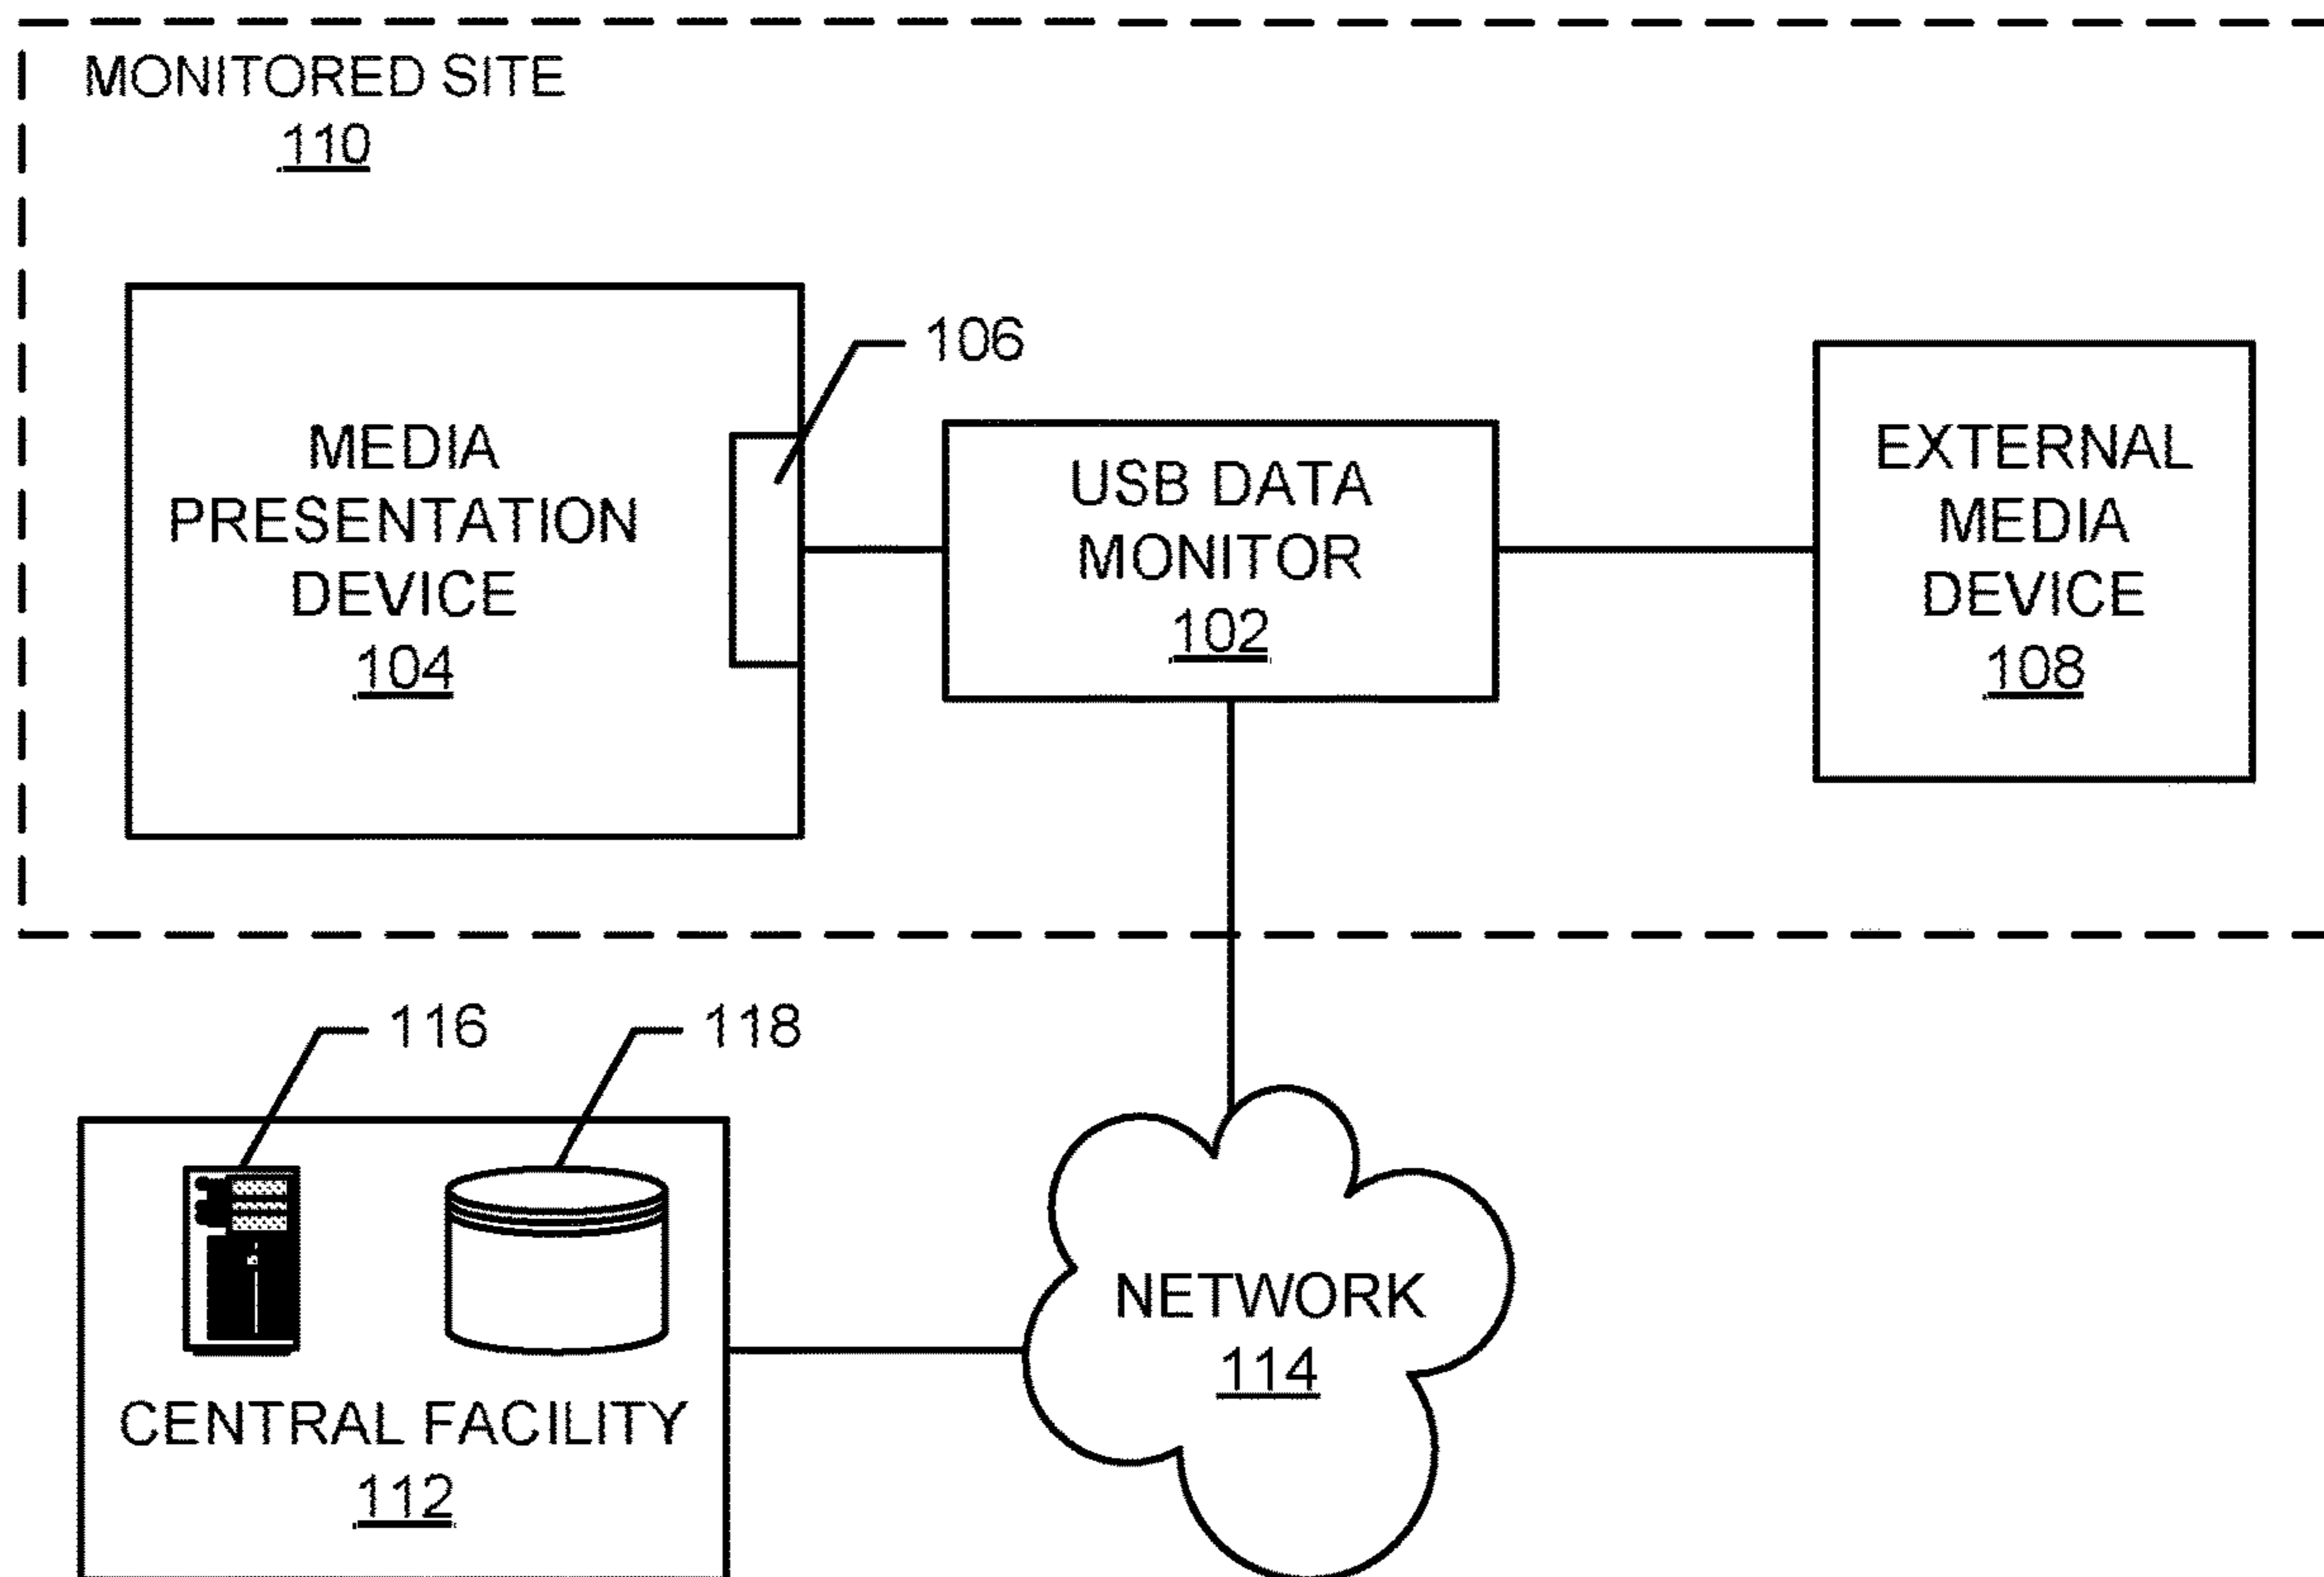 MONITORED SITE
110
106
MEDIA
PRESENTATION
DEVICE
104
USB DATA
MONITOR
102
EXTERNAL
MEDIA
DEVICE
108
116
118
CENTRAL FACILITY
112
NETWORK
114